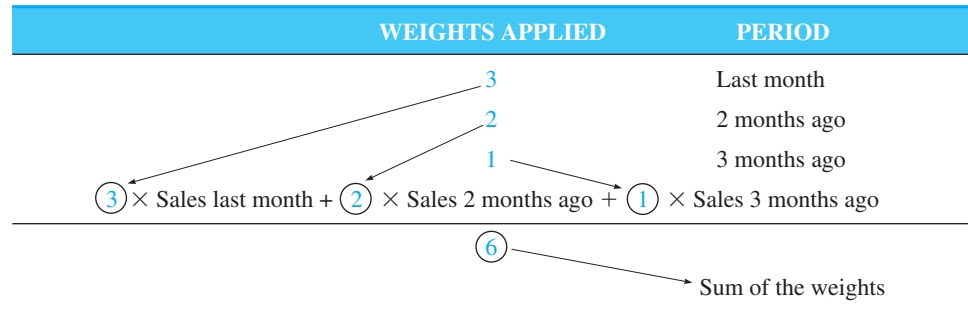 WEIGHTS APPLIED PERIOD
3 Last month
2 2 months ago
1 3 months ago
3 × Sales last month + 2 × Sales 2 months ago + 1 × Sales 3 months ago
6
Sum of the weights